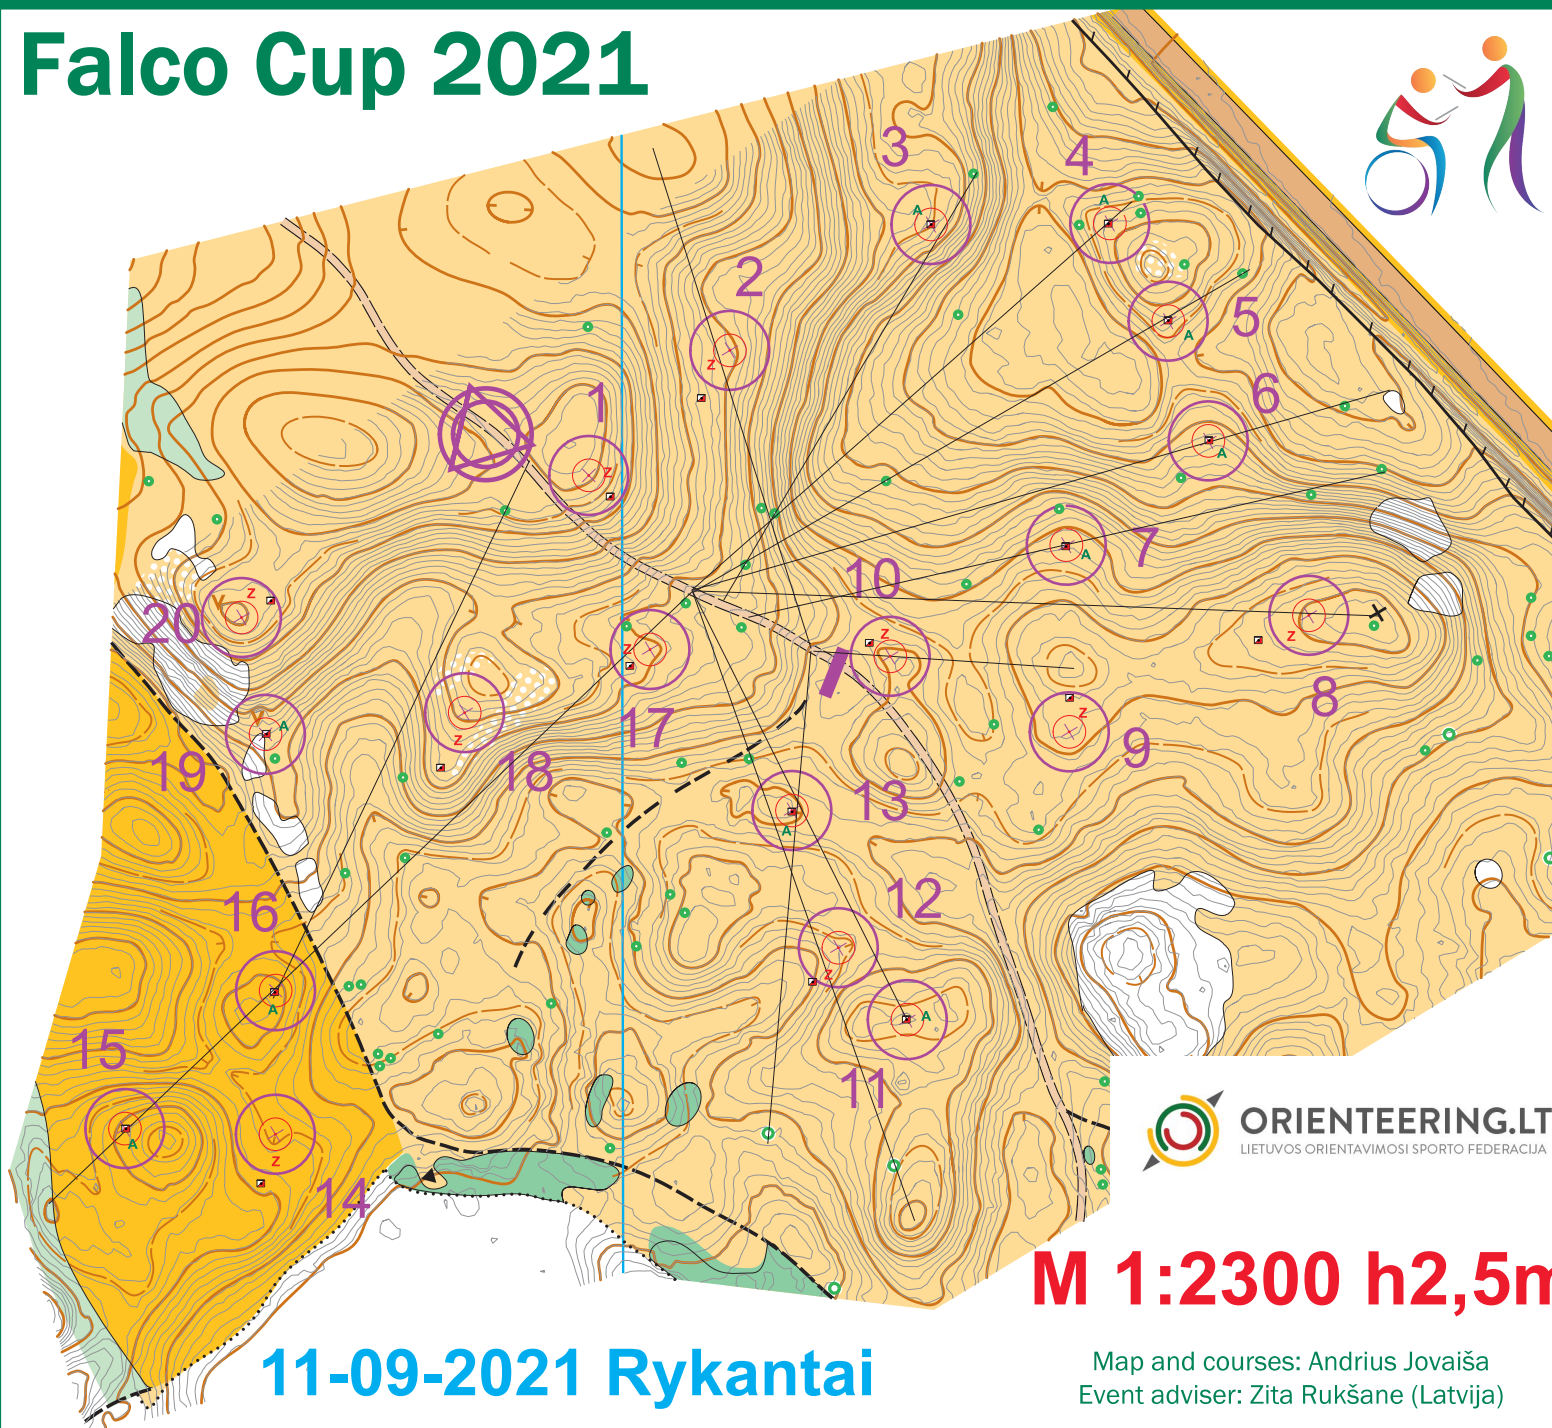 Falco Cup 2021
3
4
2
5
1
6
7
10
20
8
17
9
19
18
13
16
12
15
11
14
A
A
Z
A
Z
A
A
Z
Z
Z
V
Z
Z
Z
V
A
A
Z
A
A
A
Z
ORIENTEERING.LT
LIETUVOS ORIENTAVIMOSI SPORTO FEDERACIJA
M 1:2300 h2,5m
11-09-2021 Rykantai
Map and courses: Andrius Jovaiša
Event adviser: Zita Rukšane (Latvija)